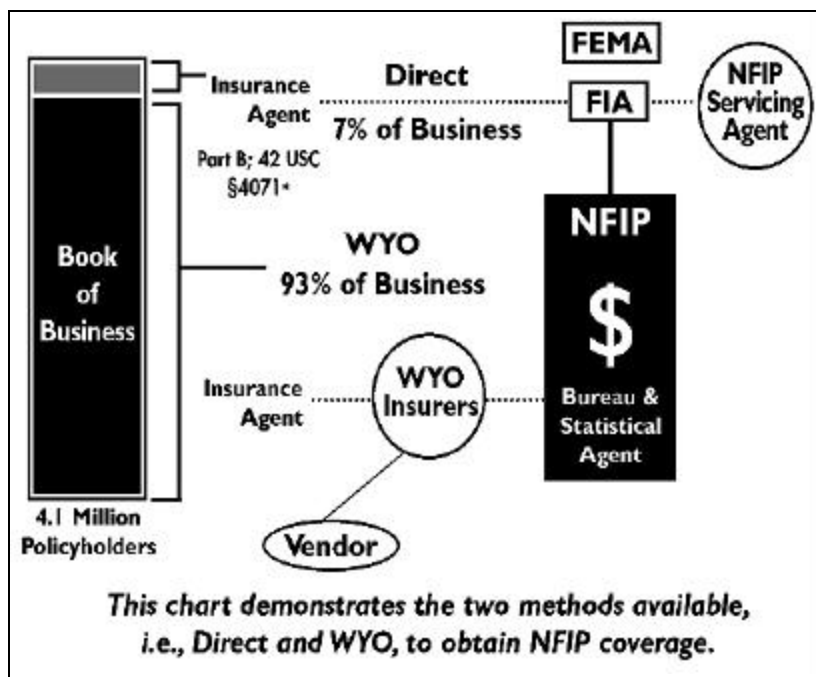 FEMA
Direct
Insurance
Agent
7% of Business
FIA
NFIP
Servicing
Agent
Part B; 42 USC
§4071*
NFIP
$
Bureau &
Statistical
Agent
Book
of
Business
WYO
93% of Business
Insurance
Agent
WYO
Insurers
4.1 Million
Policyholders
Vendor
This chart demonstrates the two methods available,
i.e., Direct and WYO, to obtain NFIP coverage.